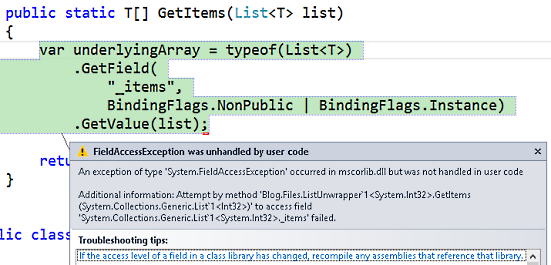 public static T[] GetItems(List<T> list)
{
var underlyingArray = typeof(List<T>)
.GetField(
"_items",
BindingFlags.NonPublic | BindingFlags.Instance)
.GetValue(list);
FieldAccessException was unhandled by user code
An exception of type 'System.FieldAccessException' occurred in mscorlib.dll but was not handled in user code
Additional information: Attempt by method 'Blog.Files.ListUnwrapper`1<System.Int32>.GetItems
(System.Collections.Generic.List`1<Int32>)' to access field
'System.Collections.Generic.List`1<System.Int32>._items' failed.
retu
}
lic class
Troubleshooting tips:
If the access level of a field in a class library has changed, recompile any assemblies that reference that library.